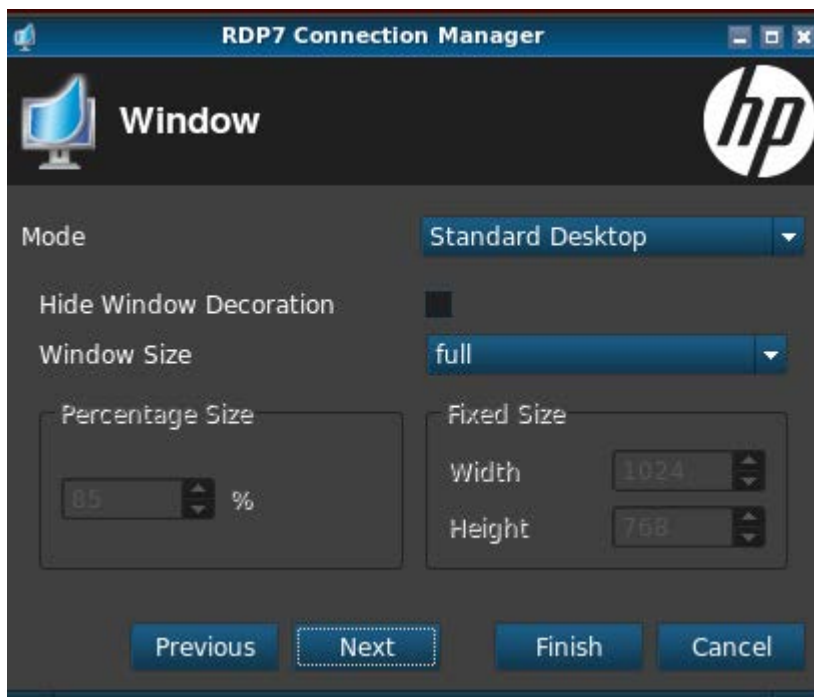 RDP7 Connection Manager
Window
hp
Mode
Standard Desktop
Hide Window Decoration
Window Size
full
Percentage Size
Fixed Size
85 %
Width 1024
Height 768
Previous Next Finish Cancel